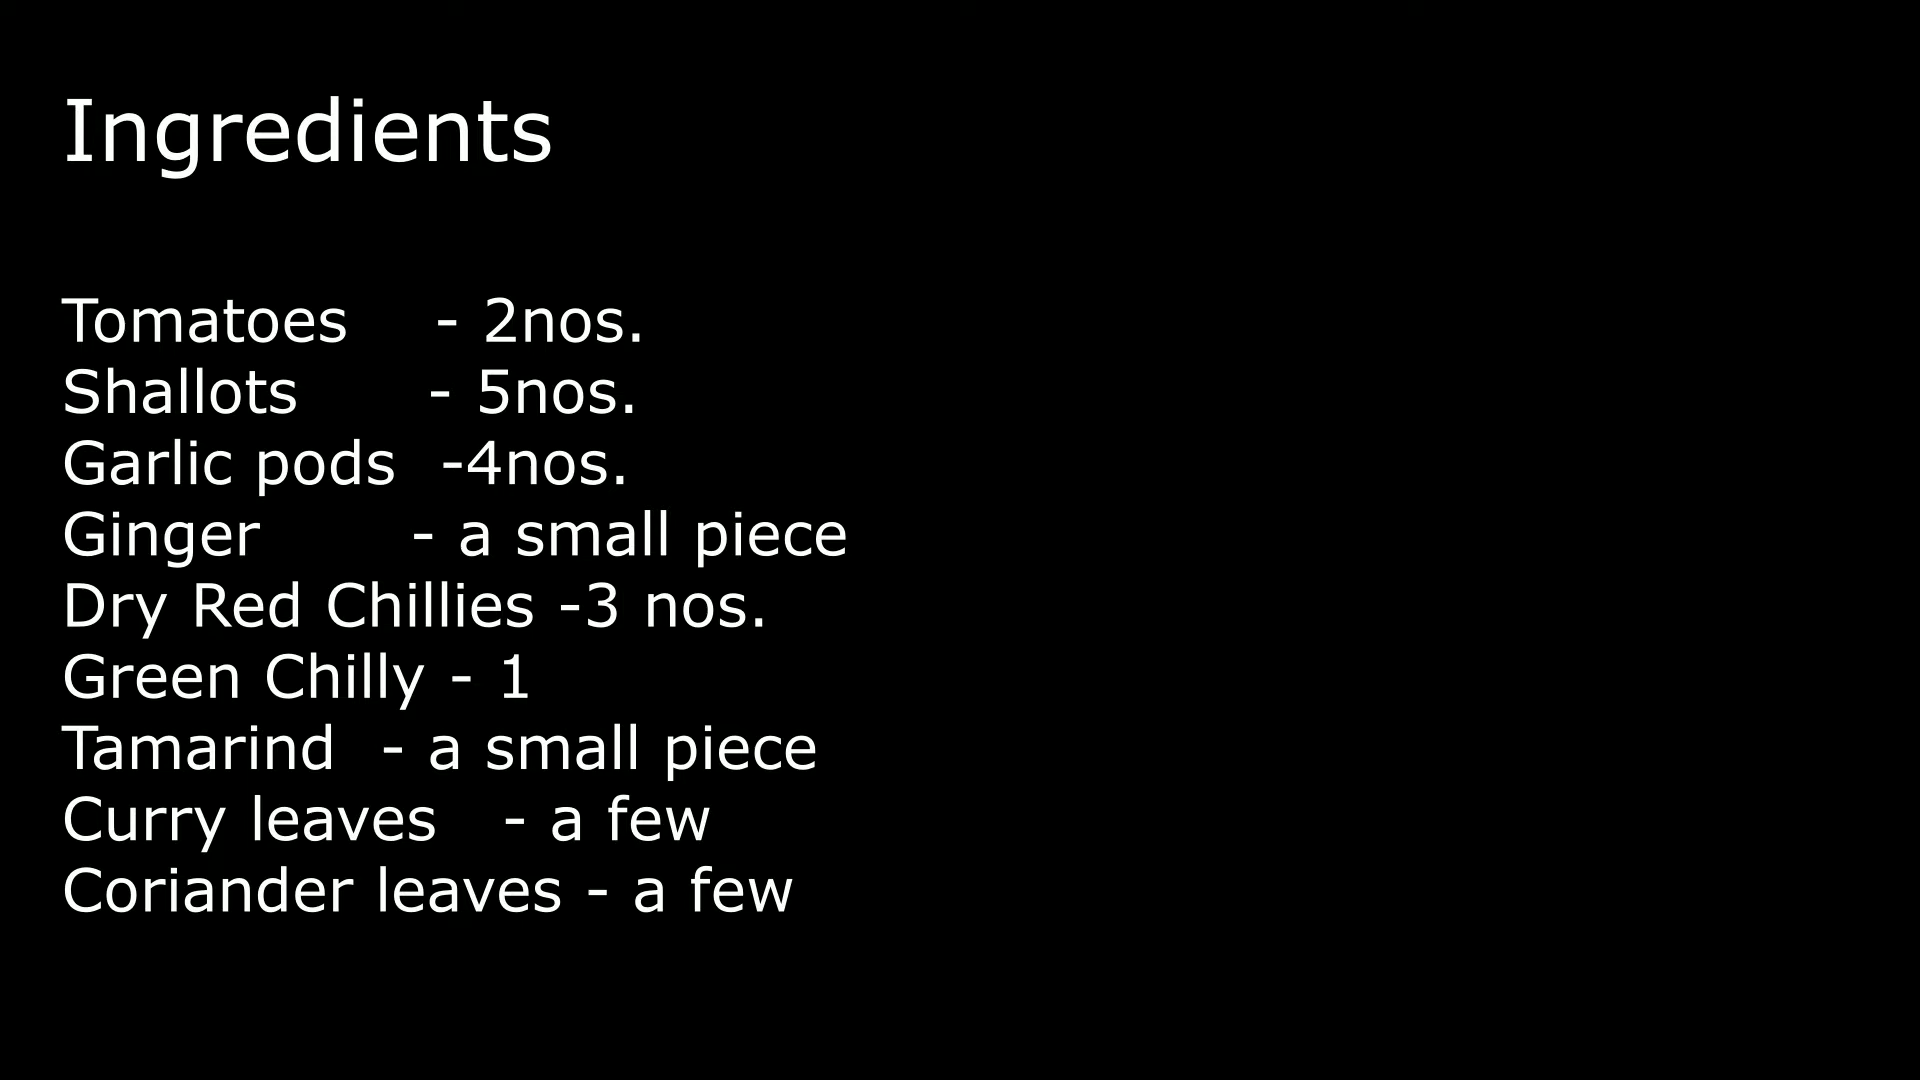 Ingredients
Tomatoes - 2nos.
Shallots - 5nos.
Garlic pods -4nos.
Ginger - a small piece
Dry Red Chillies -3 nos.
Green Chilly - 1
Tamarind - a small piece
Curry leaves - a few
Coriander leaves - a few